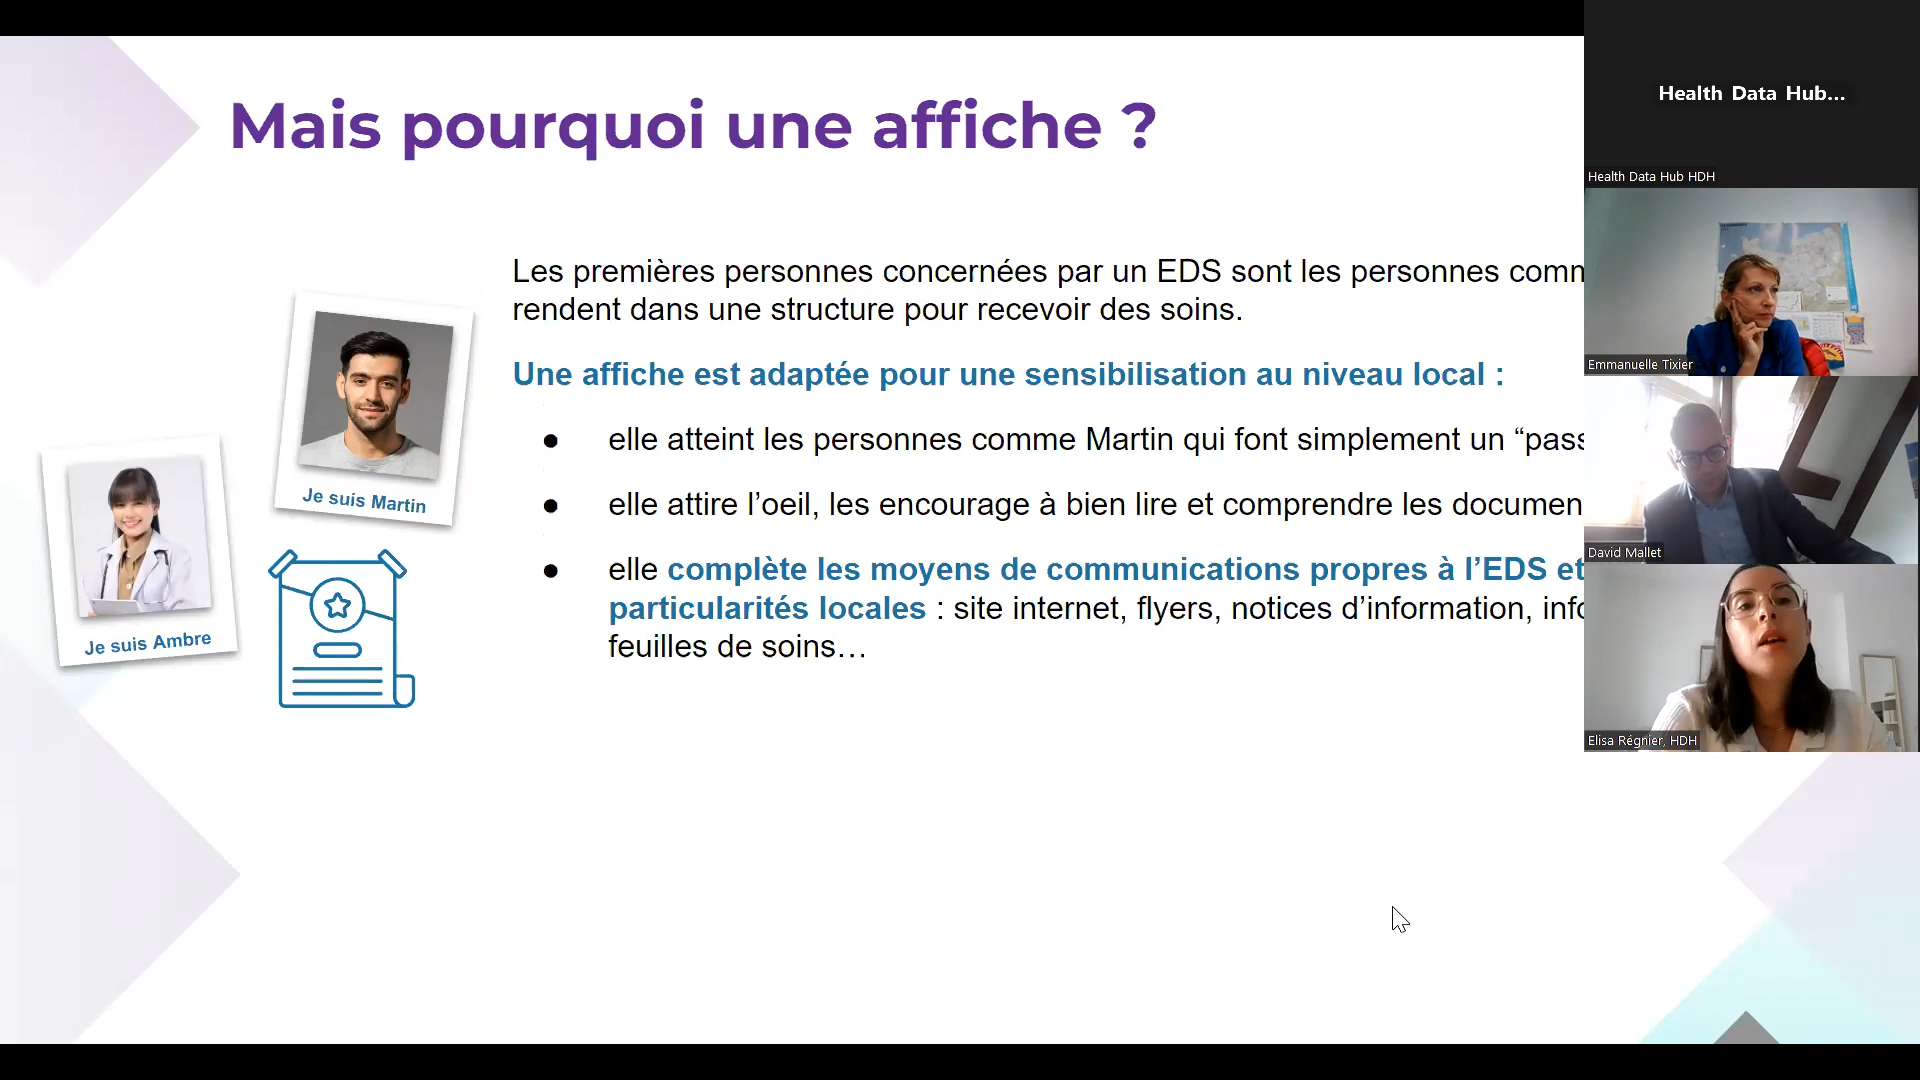 Mais pourquoi une affiche ?
Les premières personnes concernées par un EDS sont les personnes comm
rendent dans une structure pour recevoir des soins.
Une affiche est adaptée pour une sensibilisation au niveau local :
● elle atteint les personnes comme Martin qui font simplement un “pass
● elle attire l’oeil, les encourage à bien lire et comprendre les documen
● elle complète les moyens de communications propres à l’EDS et
particularités locales : site internet, flyers, notices d’information, info
feuilles de soins…
Je suis Martin
Je suis Ambre
Health Data Hub...
Health Data Hub HDH
Emmanuelle Tixier
David Mallet
Elisa Régnier, HDH